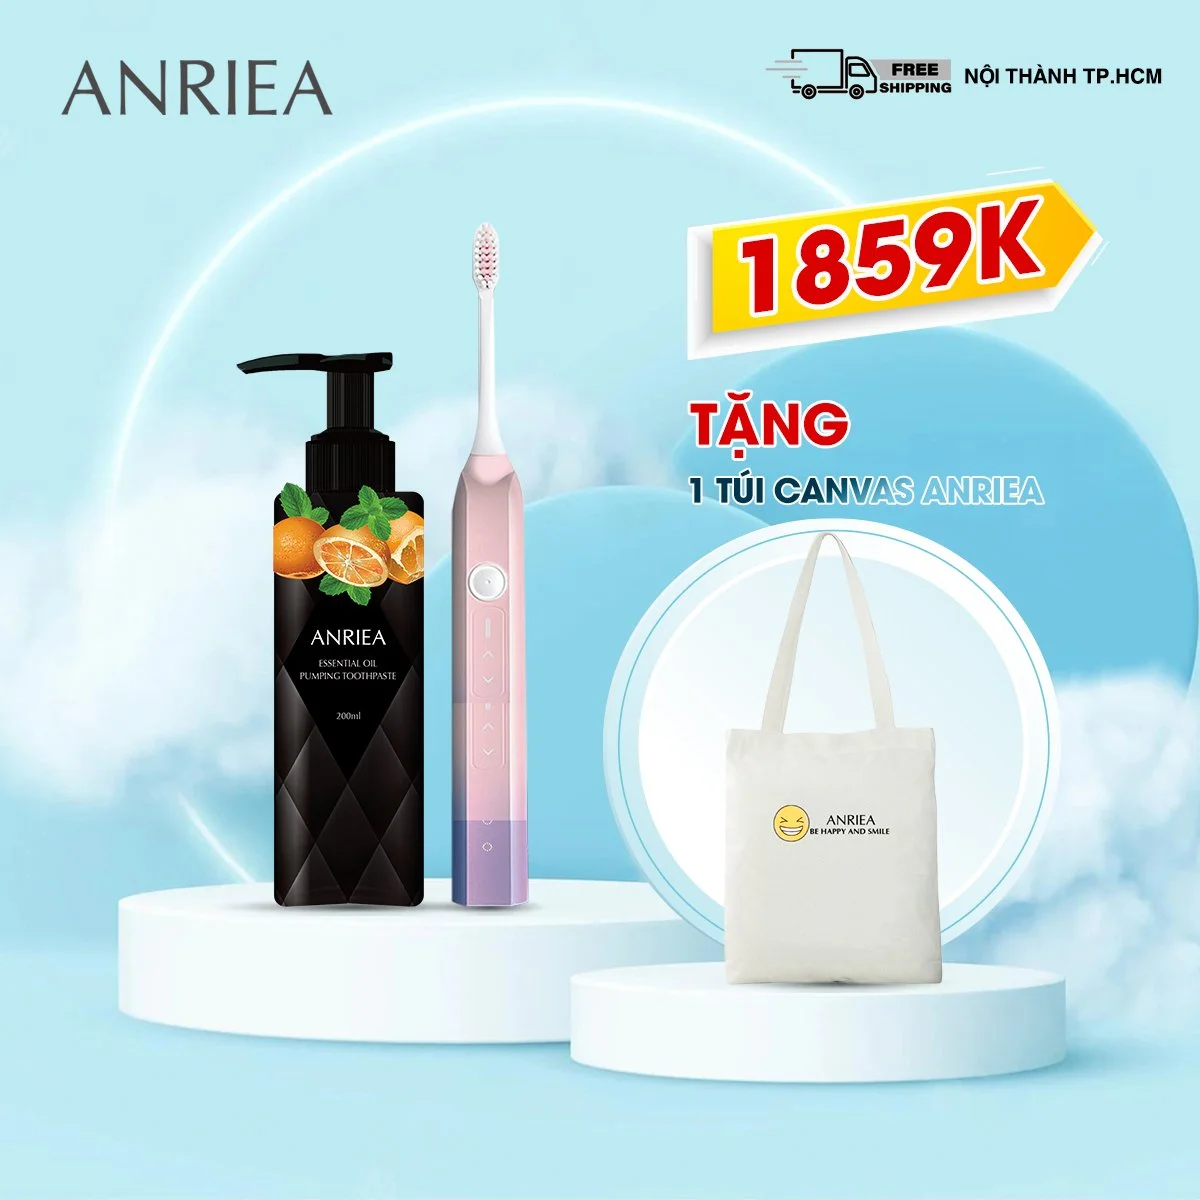 ANRIEA
FREE
SHIPPING
NỘI THÀNH TP.HCM
1859K
TẶNG
1 TÚI CANVAS ANRIEA
ANRIEA
ESSENTIAL OIL
PUMPING TOOTHPASTE
200ml
ANRIEA
BE HAPPY AND SMILE